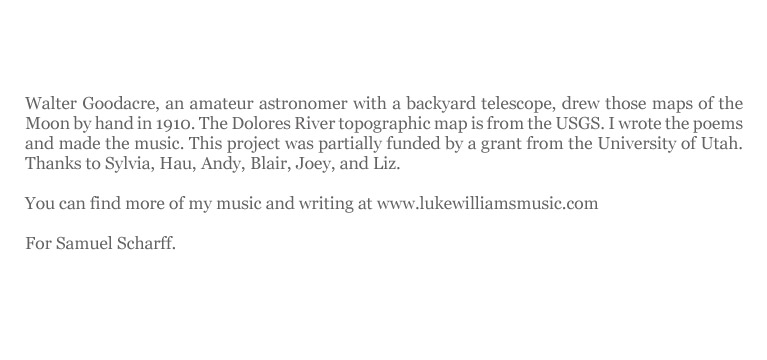 Walter Goodacre, an amateur astronomer with a backyard telescope, drew those maps of the
Moon by hand in 1910. The Dolores River topographic map is from the USGS. I wrote the poems
and made the music. This project was partially funded by a grant from the University of Utah.
Thanks to Sylvia, Hau, Andy, Blair, Joey, and Liz.
You can find more of my music and writing at www.lukewilliamsmusic.com
For Samuel Scharff.